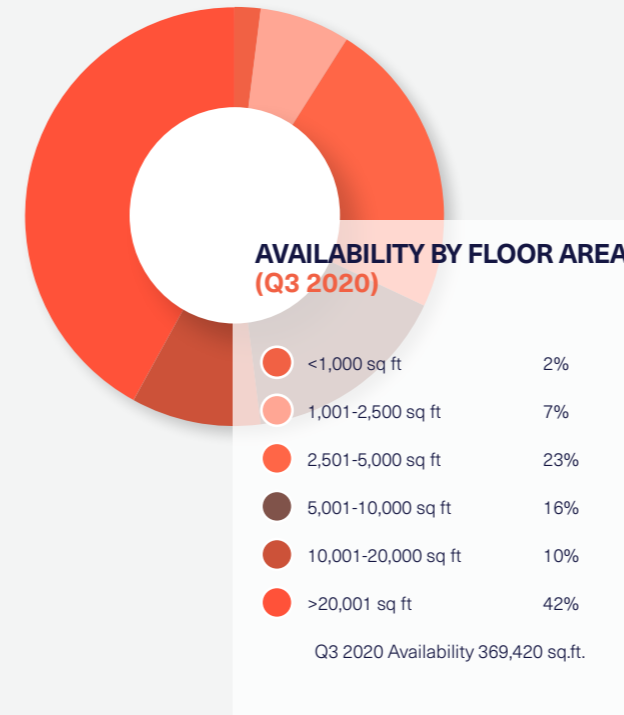 AVAILABILITY BY FLOOR AREA
(Q3 2020)
<1,000 sq ft 2%
1,001-2,500 sq ft 7%
2,501-5,000 sq ft 23%
5,001-10,000 sq ft 16%
10,001-20,000 sq ft 10%
>20,001 sq ft 42%
Q3 2020 Availability 369,420 sq.ft.